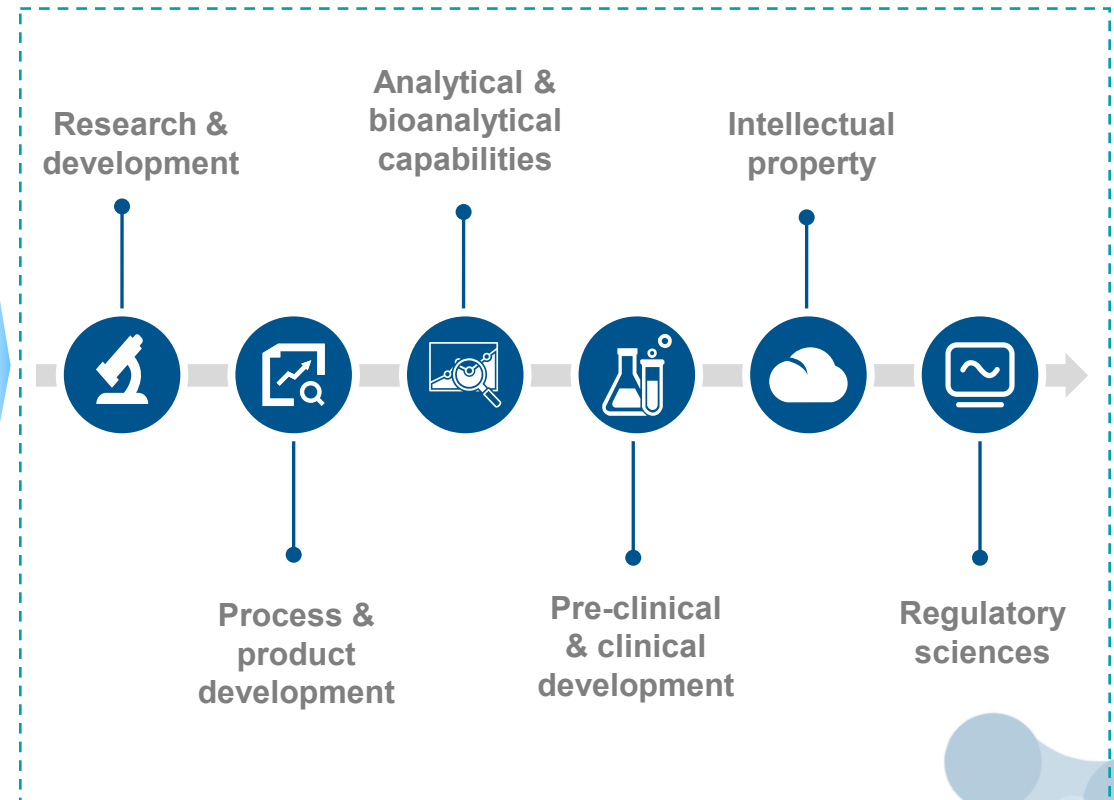 Research &
development
Analytical &
bioanalytical
capabilities
Intellectual
property
Process &
product
development
Pre-clinical
& clinical
development
Regulatory
sciences